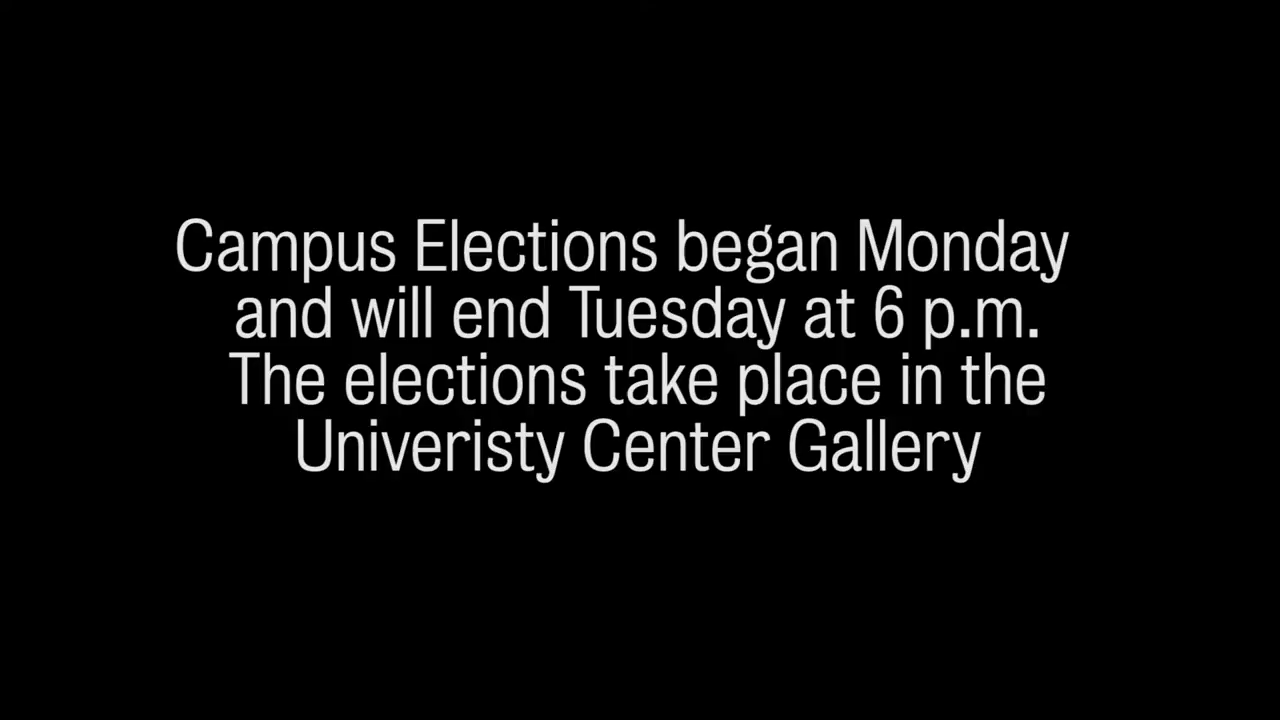 Campus Elections began Monday
and will end Tuesday at 6 p.m.
The elections take place in the
Univeristy Center Gallery